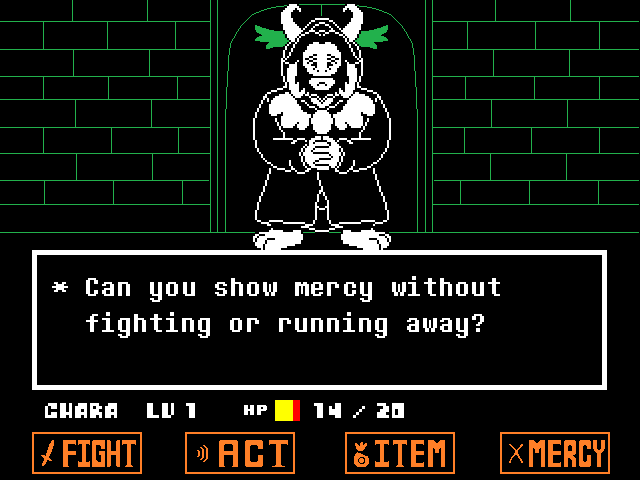 * Can you show mercy without
fighting or running away?
CHARA LV 1 HP 14 / 20
FIGHT ACT ITEM MERCY